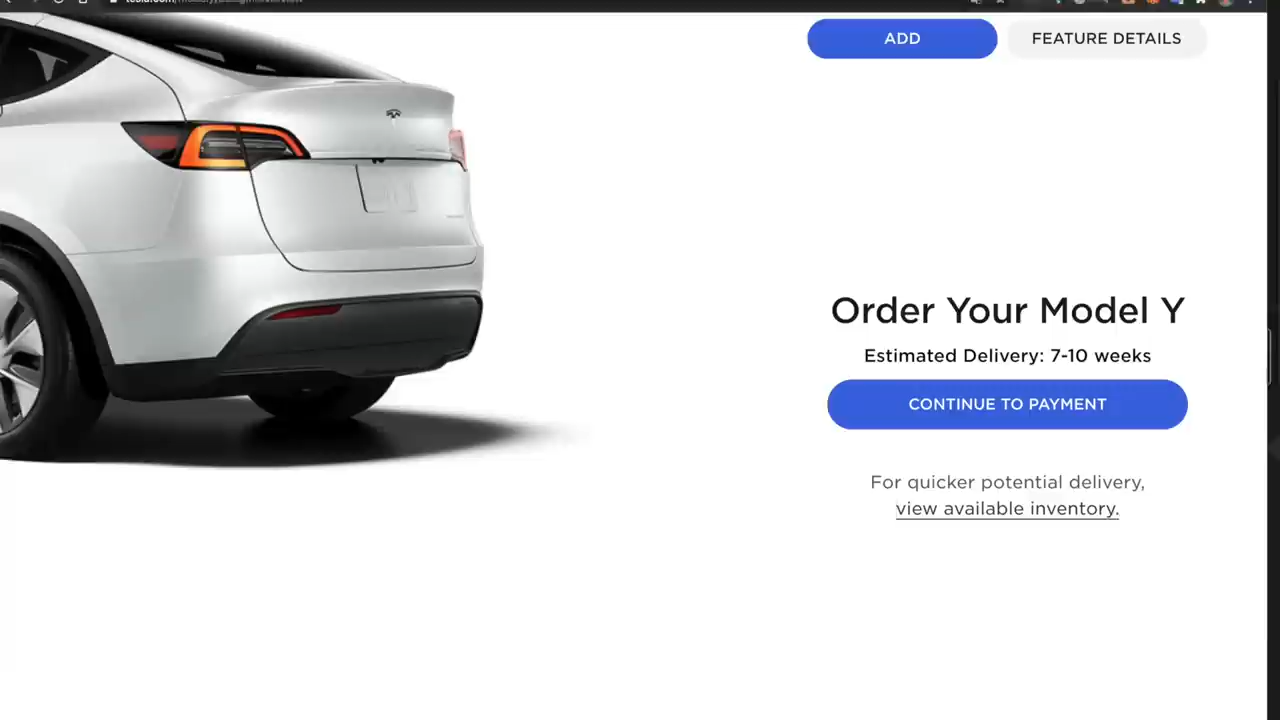 ADD
FEATURE DETAILS
Order Your Model Y
Estimated Delivery: 7-10 weeks
CONTINUE TO PAYMENT
For quicker potential delivery,
view available inventory.